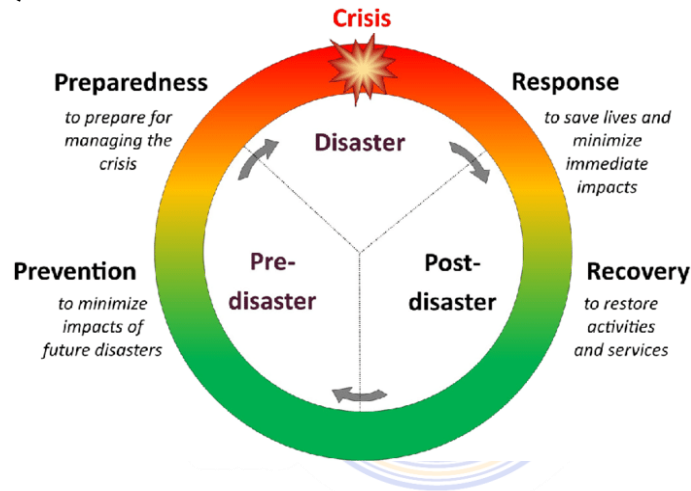 Crisis
Preparedness
to prepare for
managing the
crisis
Response
to save lives and
minimize
immediate
impacts
Disaster
Prevention
to minimize
impacts of
future disasters
Pre-
disaster
Post-
disaster
Recovery
to restore
activities
and services